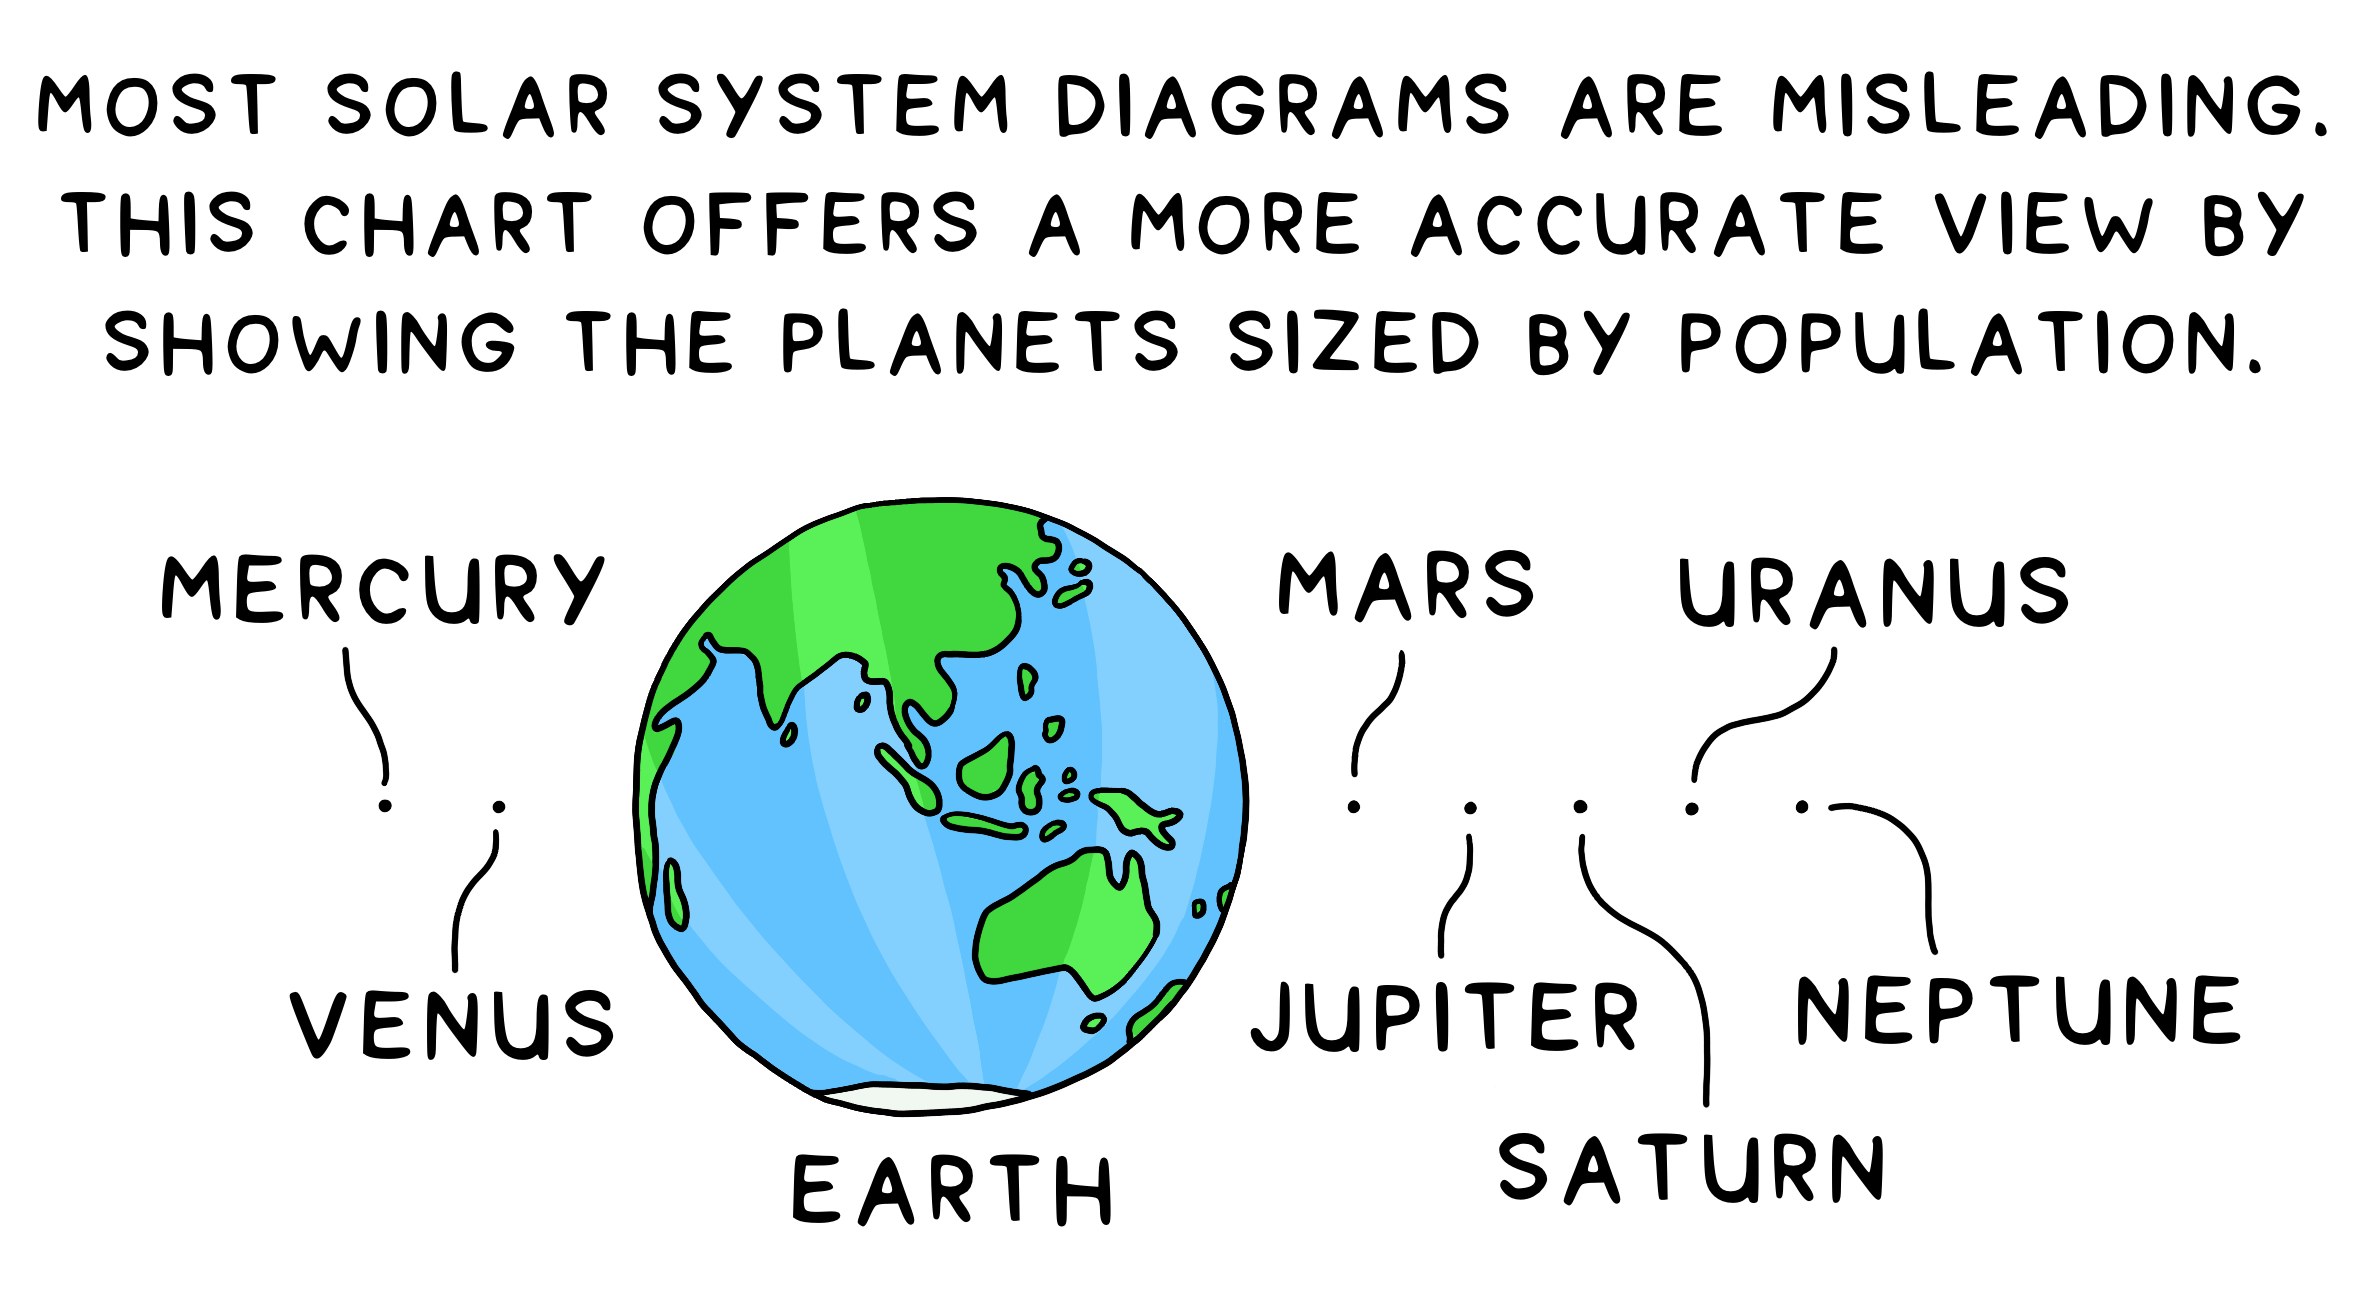 MOST SOLAR SYSTEM DIAGRAMS ARE MISLEADING.
THIS CHART OFFERS A MORE ACCURATE VIEW BY
SHOWING THE PLANETS SIZED BY POPULATION.
MERCURY
VENUS
EARTH
MARS
JUPITER
SATURN
URANUS
NEPTUNE